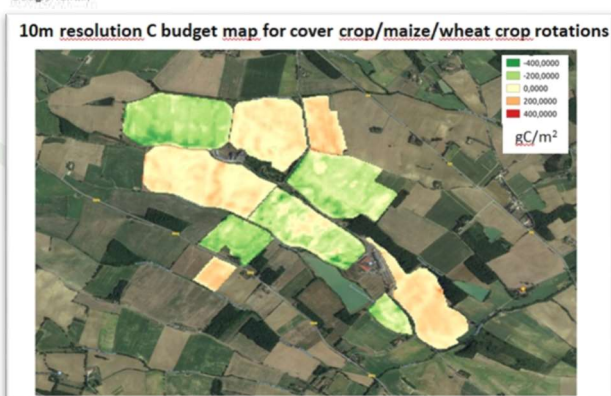 10m resolution C budget map for cover crop/maize/wheat crop rotations
-400,0000
-200,0000
0,0000
200,0000
400,0000
gC/m²